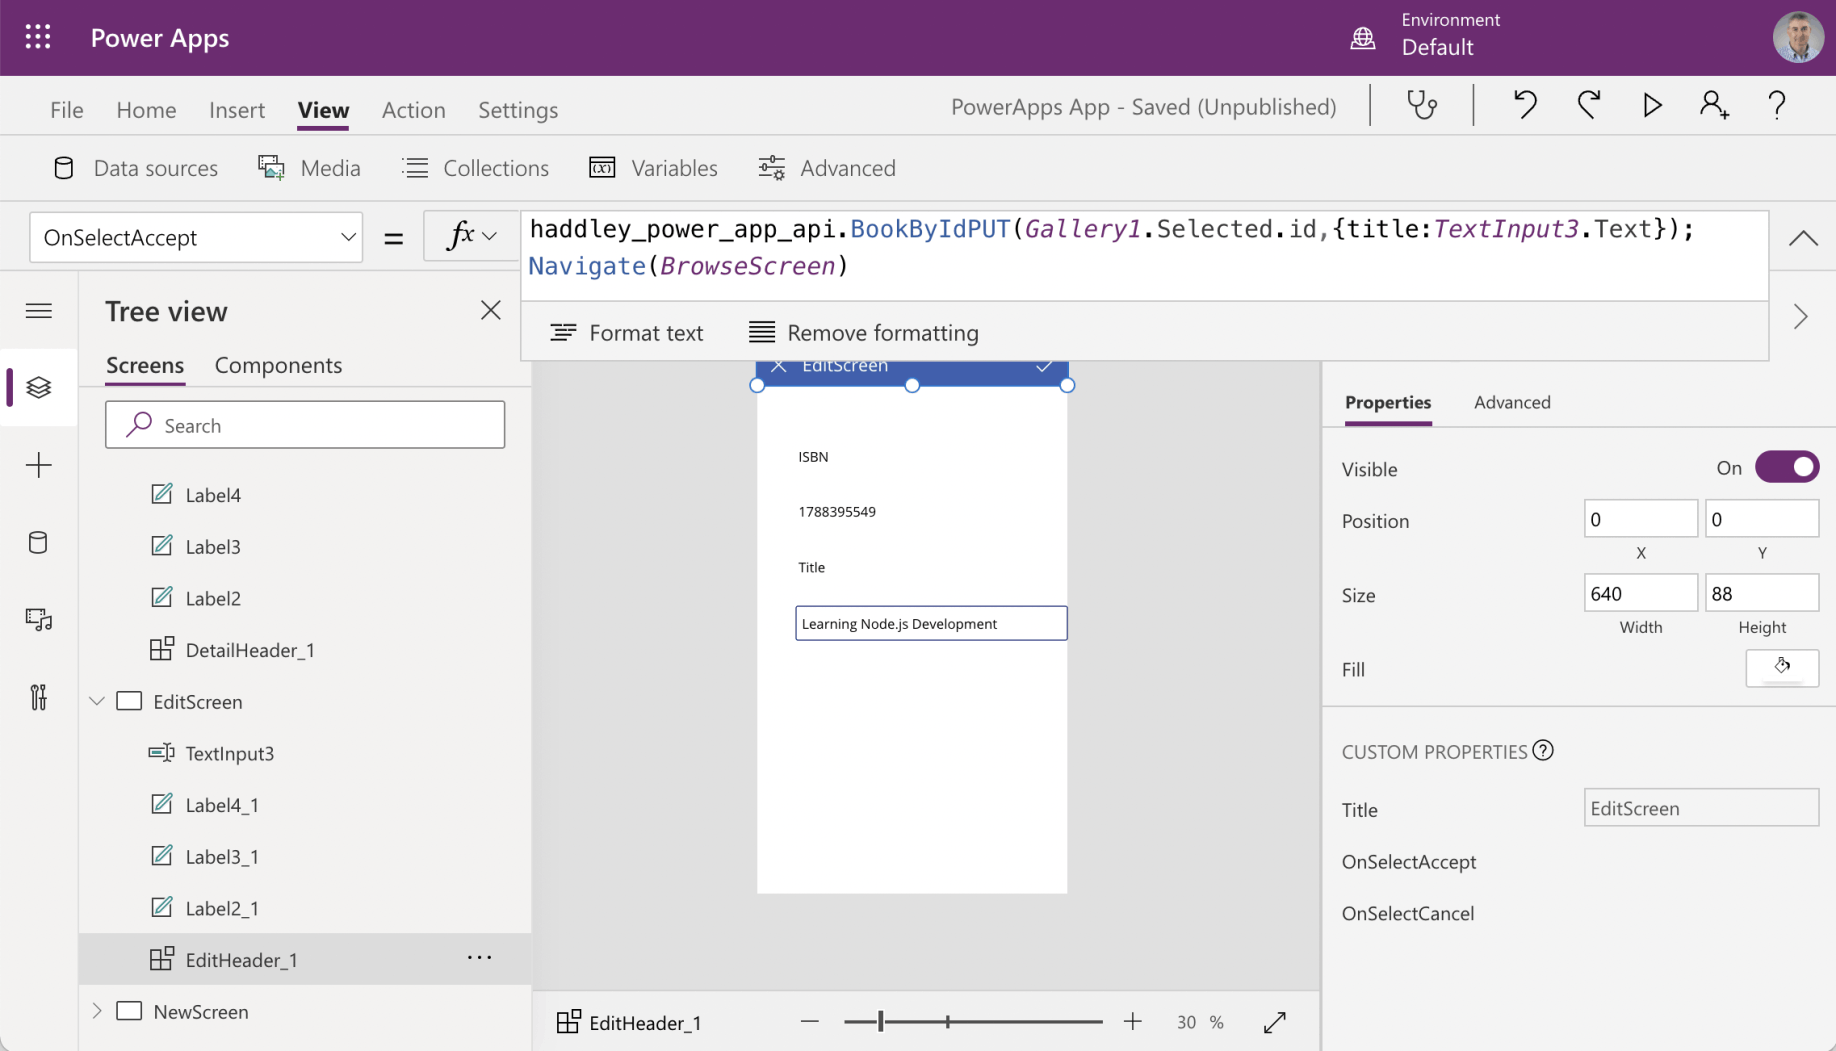 Power Apps
Environment
Default
File Home Insert View Action Settings
PowerApps App - Saved (Unpublished)
Data sources Media Collections Variables Advanced
OnSelectAccept = fx
haddley_power_app_api.BookByIdPUT(Gallery1.Selected.id,{title:TextInput3.Text});
Navigate(BrowseScreen)
Format text Remove formatting
Tree view
Screens Components
Search
Label4
Label3
Label2
DetailHeader_1
EditScreen
TextInput3
Label4_1
Label3_1
Label2_1
EditHeader_1
NewScreen
EditScreen
ISBN
1788395549
Title
Learning Node.js Development
EditHeader_1
30 %
Properties Advanced
Visible On
Position 0 0
X Y
Size 640 88
Width Height
Fill
CUSTOM PROPERTIES ?
Title EditScreen
OnSelectAccept
OnSelectCancel